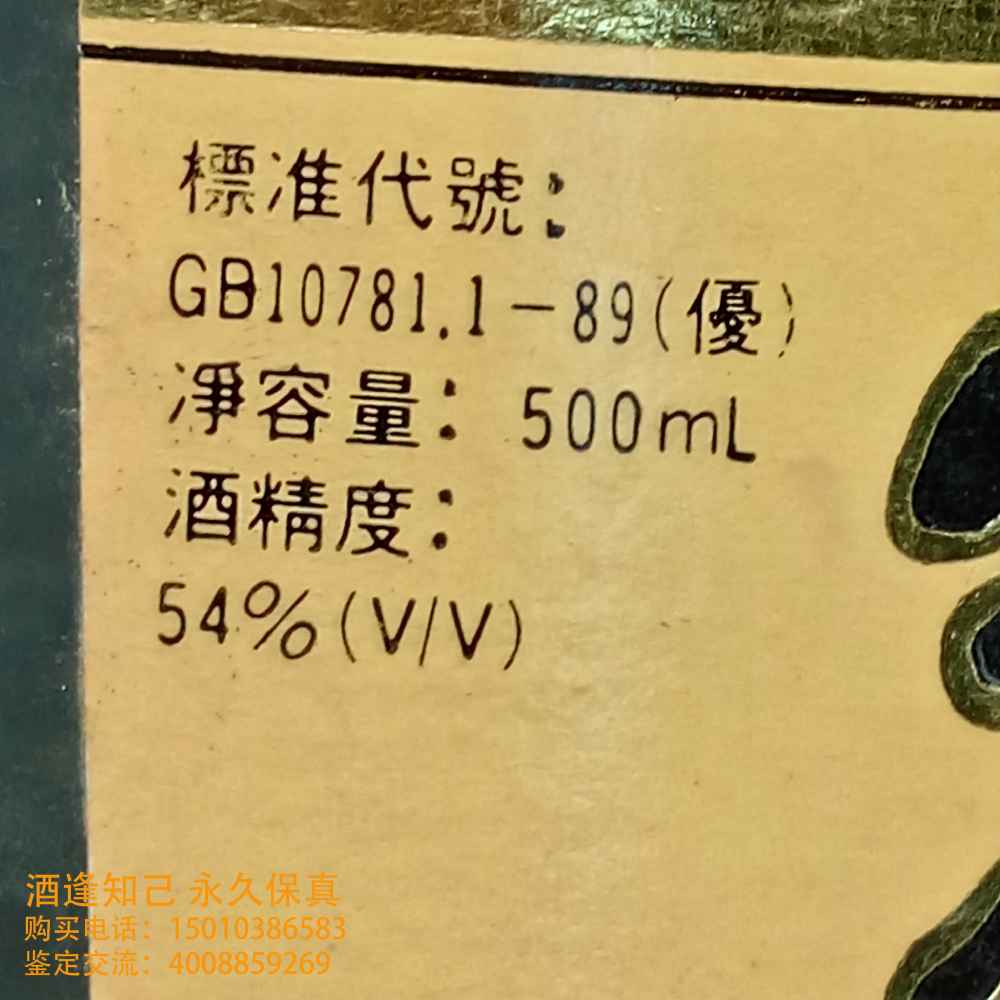 標准代號：
GB10781.1-89(優)
淨容量：500mL
酒精度：
54%(V/V)
酒逢知己 永久保真
购买电话：15010386583
鉴定交流：4008859269